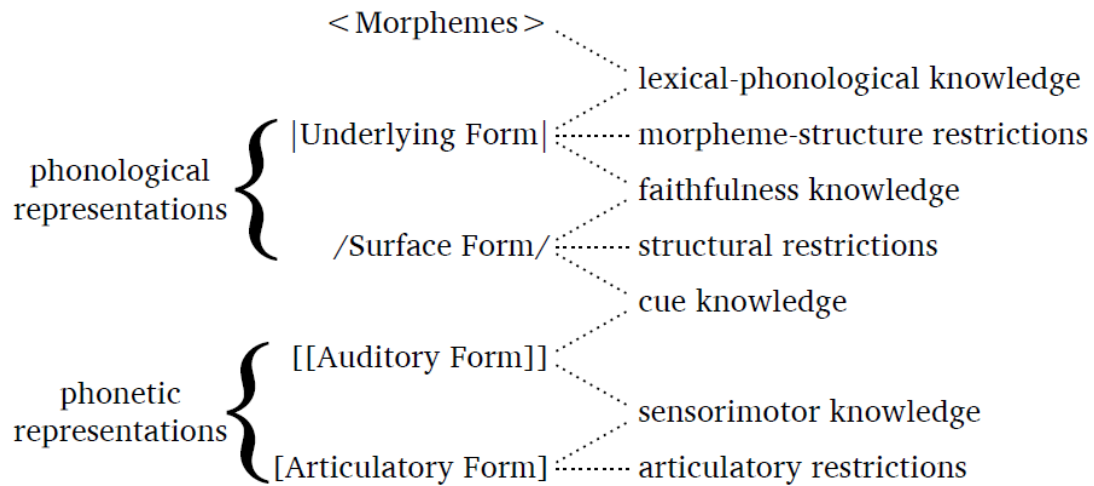 <Morphemes>
lexical-phonological knowledge
|Underlying Form|
morpheme-structure restrictions
phonological
representations
faithfulness knowledge
/Surface Form/
structural restrictions
cue knowledge
[[Auditory Form]]
phonetic
representations
sensorimotor knowledge
[Articulatory Form]
articulatory restrictions